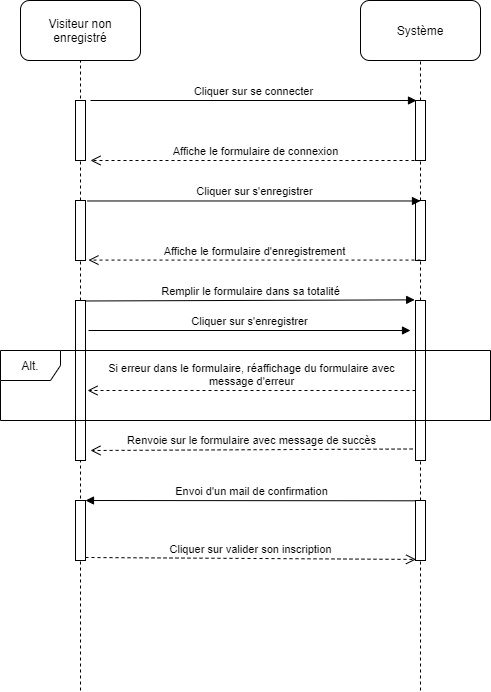 Visiteur non
enregistré
Système
Cliquer sur se connecter
Affiche le formulaire de connexion
Cliquer sur s'enregistrer
Affiche le formulaire d'enregistrement
Remplir le formulaire dans sa totalité
Cliquer sur s'enregistrer
Alt.
Si erreur dans le formulaire, réaffichage du formulaire avec
message d'erreur
Renvoie sur le formulaire avec message de succès
Envoi d'un mail de confirmation
Cliquer sur valider son inscription